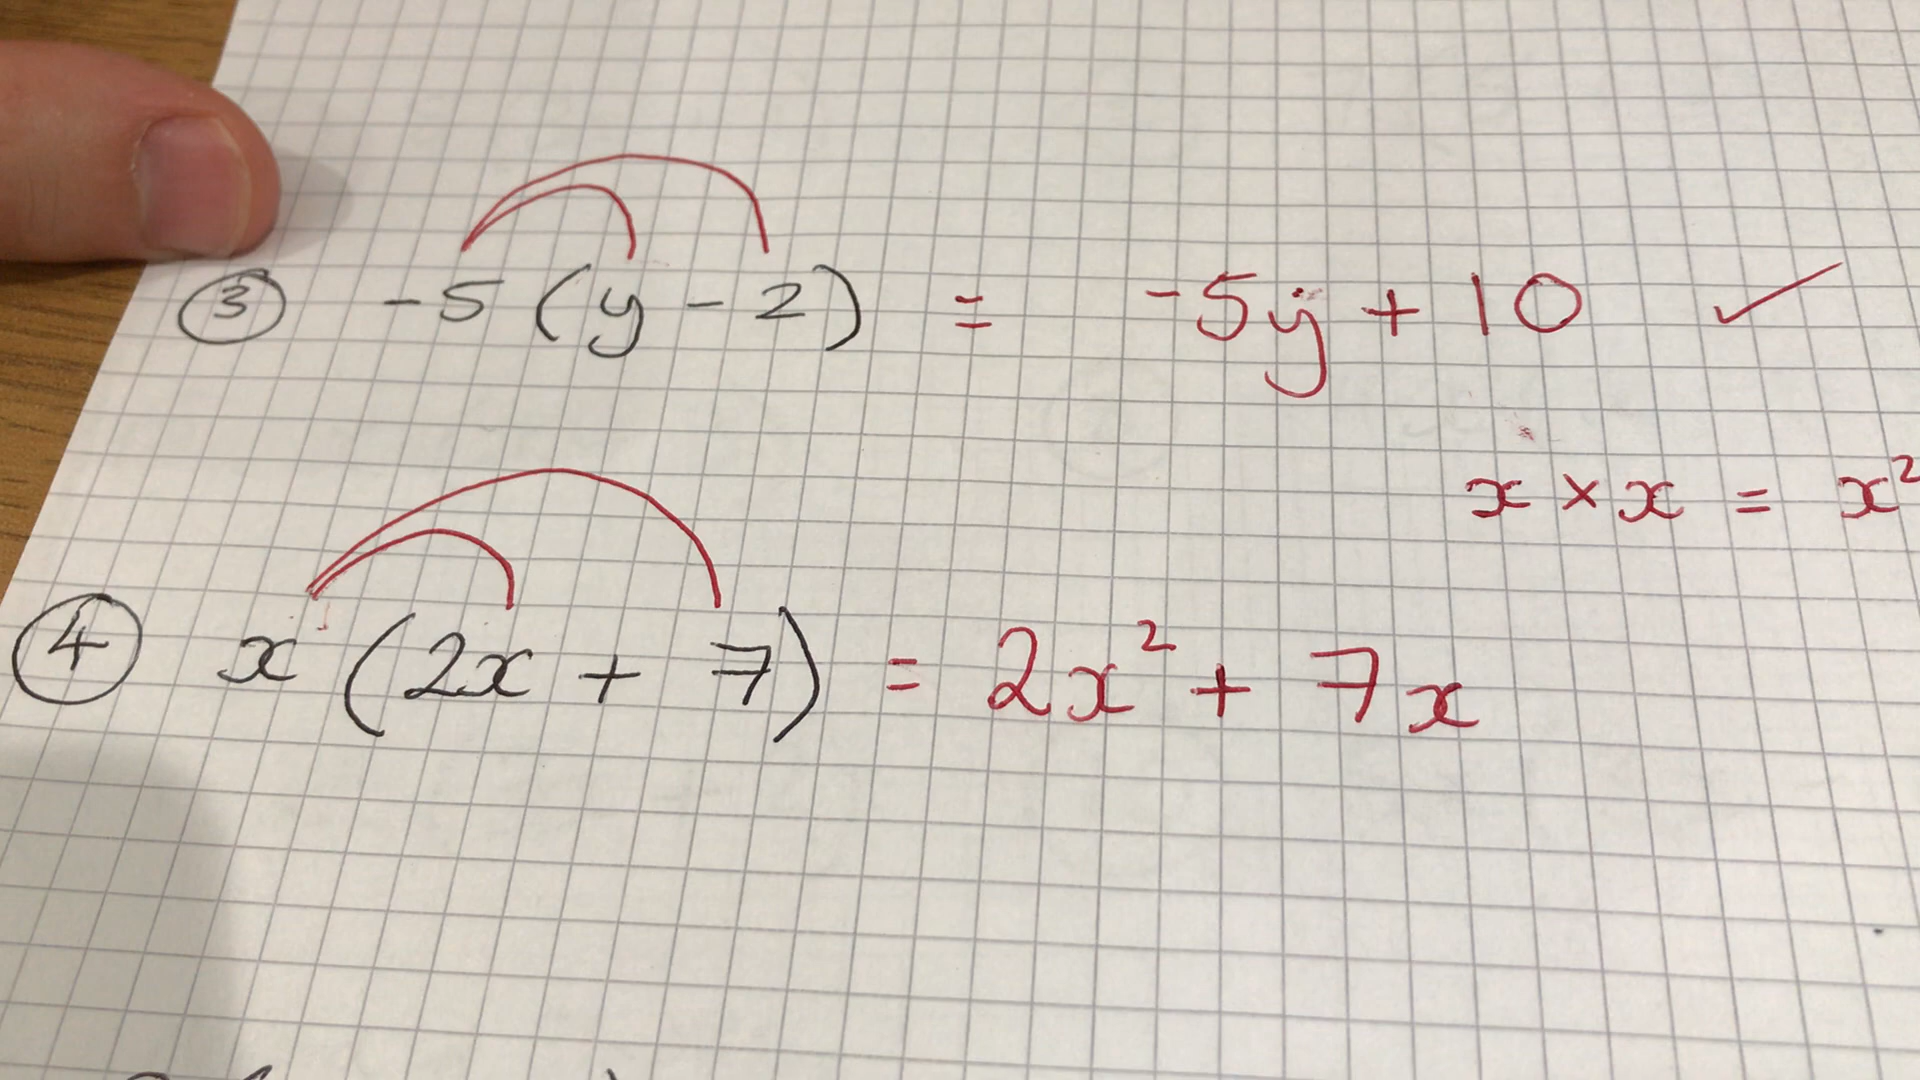 ③ -5(y - 2) = -5y + 10 ✓
x × x = x²
④ x(2x + 7) = 2x² + 7x